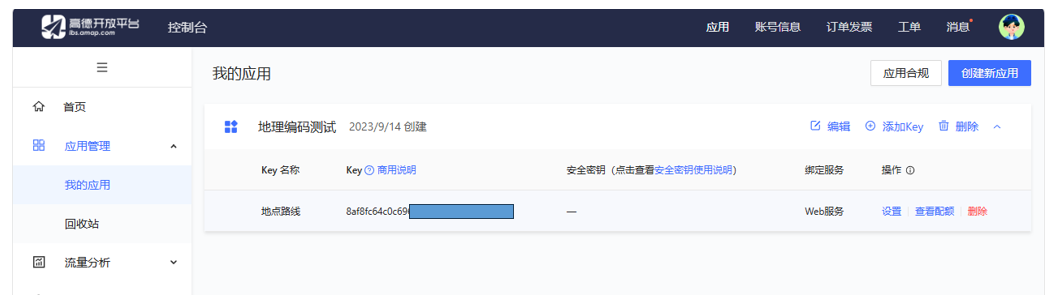 高德开放平台 控制台 应用 账号信息 订单发票 工单 消息
lbs.amap.com
我的应用 应用合规 创建新应用
首页
地理编码测试 2023/9/14 创建 编辑 添加Key 删除
应用管理
Key 名称 Key 商用说明 安全密钥（点击查看安全密钥使用说明） 绑定服务 操作
我的应用
地点路线 8af8fc64c0c69 — Web服务 设置 查看配额 删除
回收站
流量分析